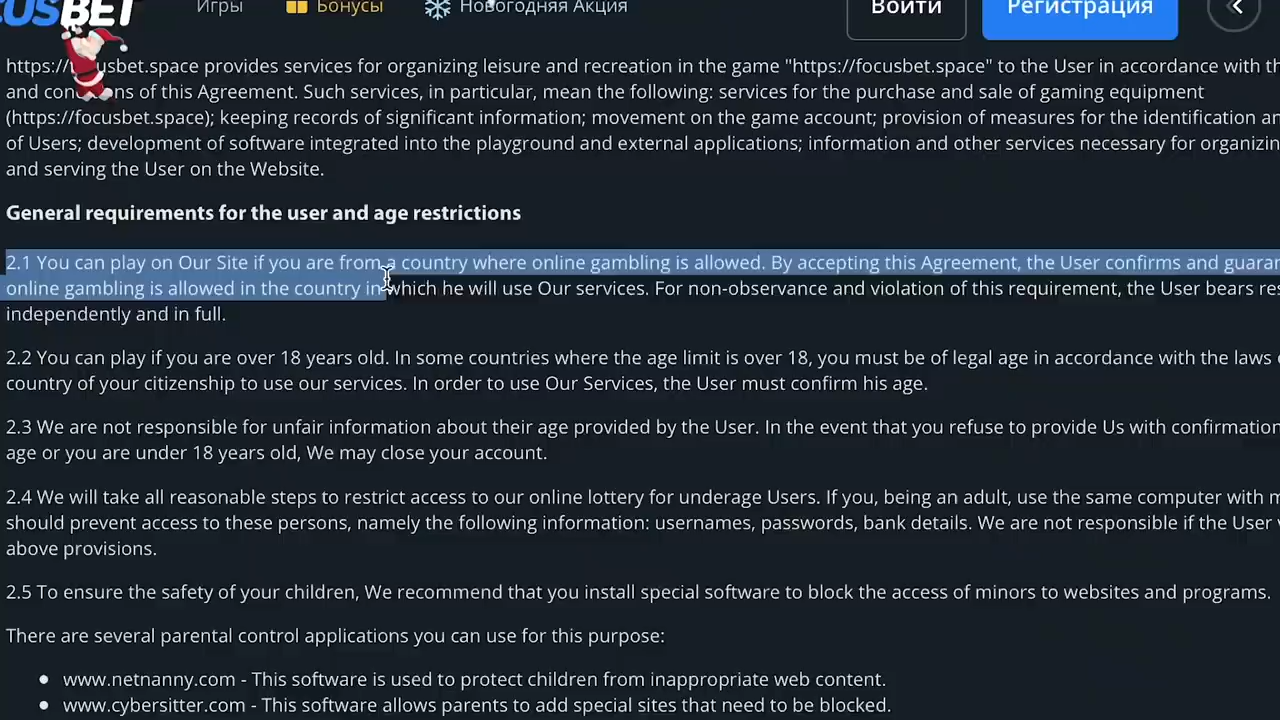 CUSBET Игры Бонусы Новогодняя Акция Войти Регистрация
https:// usbet.space provides services for organizing leisure and recreation in the game "https://focusbet.space" to the User in accordance with th
and con ns of this Agreement. Such services, in particular, mean the following: services for the purchase and sale of gaming equipment
(https://focusbet.space); keeping records of significant information; movement on the game account; provision of measures for the identification an
of Users; development of software integrated into the playground and external applications; information and other services necessary for organizin
and serving the User on the Website.
General requirements for the user and age restrictions
2.1 You can play on Our Site if you are from a country where online gambling is allowed. By accepting this Agreement, the User confirms and guaran
online gambling is allowed in the country in which he will use Our services. For non-observance and violation of this requirement, the User bears res
independently and in full.
2.2 You can play if you are over 18 years old. In some countries where the age limit is over 18, you must be of legal age in accordance with the laws
country of your citizenship to use our services. In order to use Our Services, the User must confirm his age.
2.3 We are not responsible for unfair information about their age provided by the User. In the event that you refuse to provide Us with confirmation
age or you are under 18 years old, We may close your account.
2.4 We will take all reasonable steps to restrict access to our online lottery for underage Users. If you, being an adult, use the same computer with m
should prevent access to these persons, namely the following information: usernames, passwords, bank details. We are not responsible if the User
above provisions.
2.5 To ensure the safety of your children, We recommend that you install special software to block the access of minors to websites and programs.
There are several parental control applications you can use for this purpose:
• www.netnanny.com - This software is used to protect children from inappropriate web content.
• www.cybersitter.com - This software allows parents to add special sites that need to be blocked.